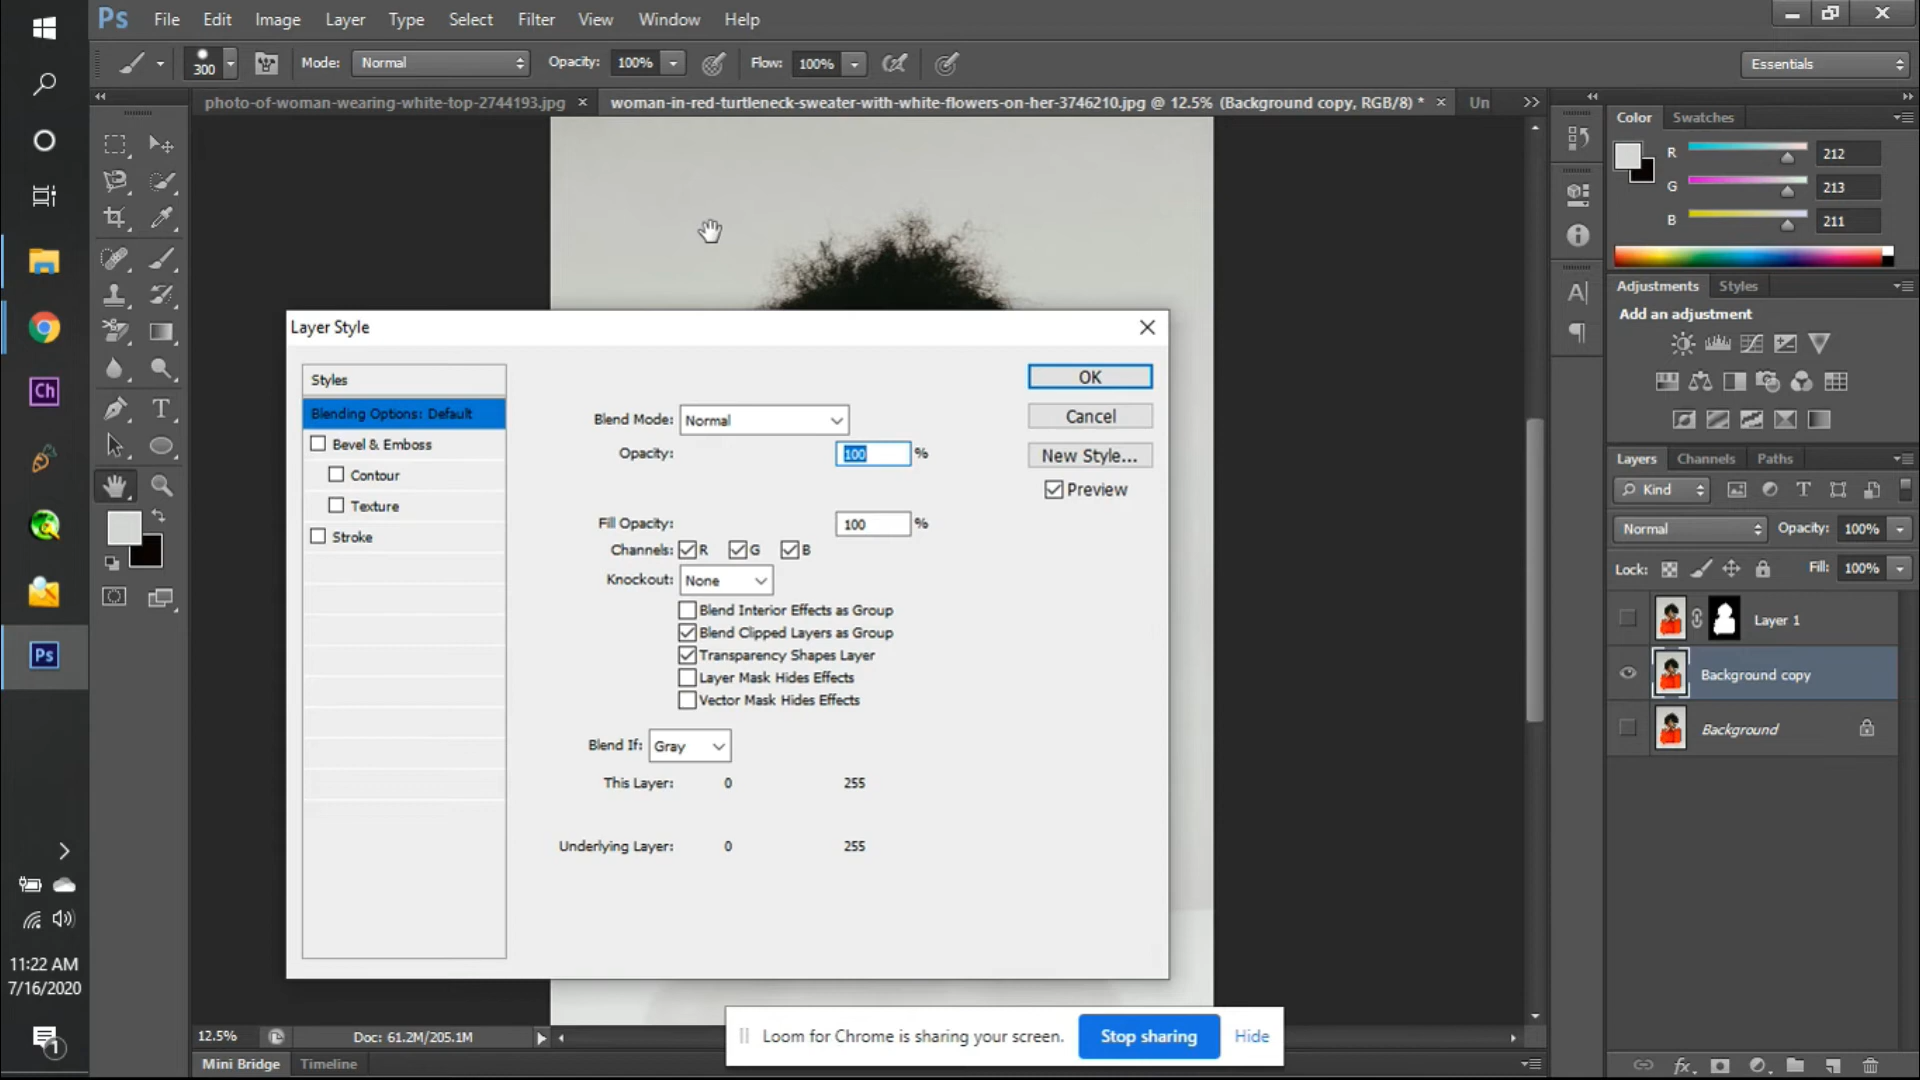 Ps File Edit Image Layer Type Select Filter View Window Help
300 Mode: Normal Opacity: 100% Flow: 100% Essentials
photo-of-woman-wearing-white-top-2744193.jpg × woman-in-red-turtleneck-sweater-with-white-flowers-on-her-3746210.jpg @ 12.5% (Background copy, RGB/8) * × Un >>
Color Swatches
R 212
G 213
B 211
Adjustments Styles
Add an adjustment
Layer Style
Styles
Blending Options: Default
Bevel & Emboss
Contour
Texture
Stroke
Blend Mode: Normal
Opacity: 100 %
Fill Opacity: 100 %
Channels: R G B
Knockout: None
Blend Interior Effects as Group
Blend Clipped Layers as Group
Transparency Shapes Layer
Layer Mask Hides Effects
Vector Mask Hides Effects
Blend If: Gray
This Layer: 0 255
Underlying Layer: 0 255
OK
Cancel
New Style...
Preview
Layers Channels Paths
Kind T
Normal Opacity: 100%
Lock: Fill: 100%
Layer 1
Background copy
Background
fx
Ch
T
A|
Ps
11:22 AM
7/16/2020
1
12.5% Doc: 61.2M/205.1M
Mini Bridge Timeline
Loom for Chrome is sharing your screen. Stop sharing Hide